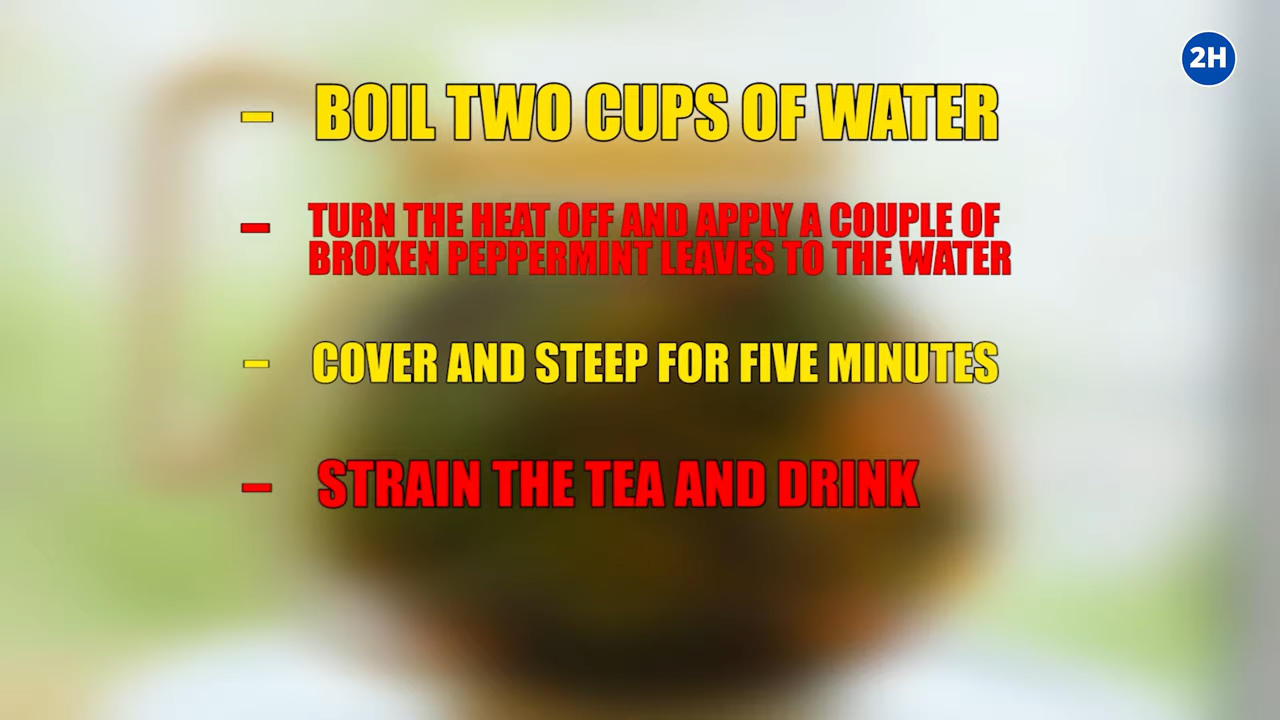 2H
- BOIL TWO CUPS OF WATER
- TURN THE HEAT OFF AND APPLY A COUPLE OF
BROKEN PEPPERMINT LEAVES TO THE WATER
- COVER AND STEEP FOR FIVE MINUTES
- STRAIN THE TEA AND DRINK